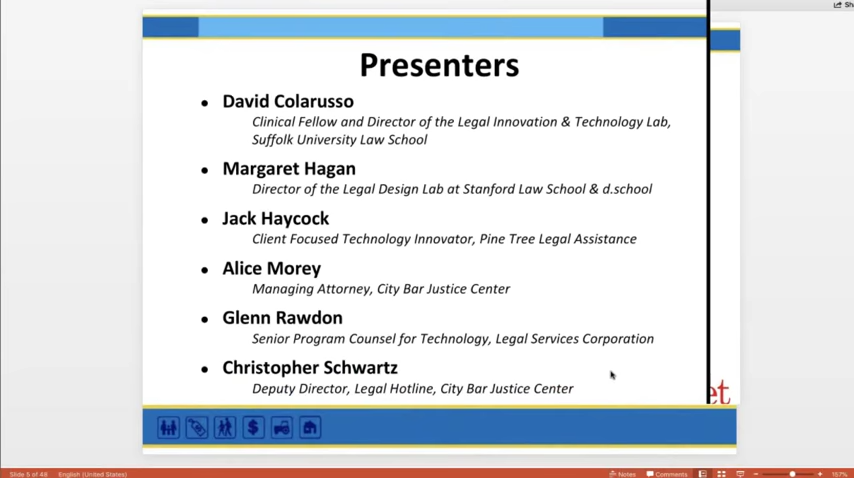 Sh
Presenters
• David Colarusso
Clinical Fellow and Director of the Legal Innovation & Technology Lab,
Suffolk University Law School
• Margaret Hagan
Director of the Legal Design Lab at Stanford Law School & d.school
• Jack Haycock
Client Focused Technology Innovator, Pine Tree Legal Assistance
• Alice Morey
Managing Attorney, City Bar Justice Center
• Glenn Rawdon
Senior Program Counsel for Technology, Legal Services Corporation
• Christopher Schwartz
Deputy Director, Legal Hotline, City Bar Justice Center
et
$
Slide 5 of 48 English (United States) Notes Comments 157%